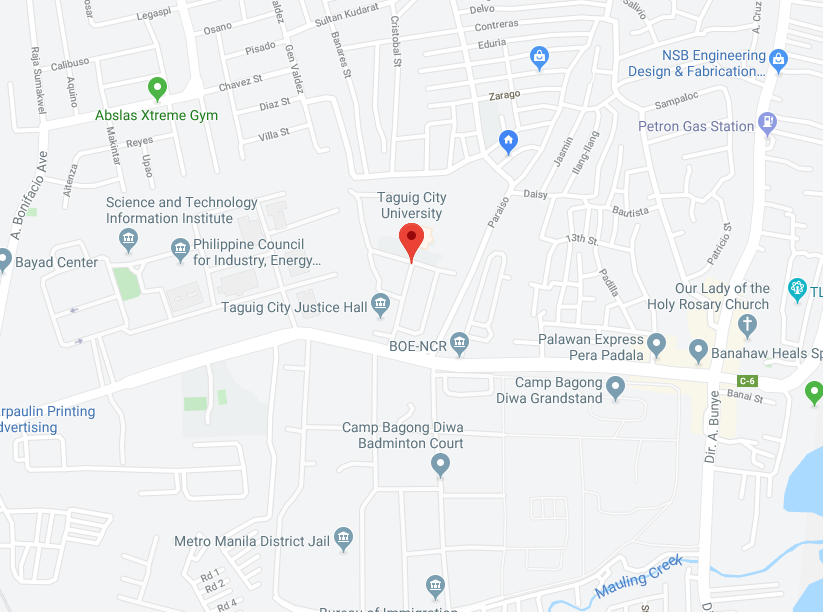 Delvo
Salivio
A. Cruz
Legaspi
Sultan Kudarat
Osano
Contreras
Cristobal St
Banares St
Pisado
Eduria
Gen Valdez
NSB Engineering
Design & Fabrication...
Raja Sumakwel
Calibuso
Aquino
Chavez St
Zarago
Sampaloc
Abslas Xtreme Gym
Diaz St
Petron Gas Station
Makintar
Reyes
Upao
Villa St
Jasmin
Ilang-Ilang
A. Bonifacio Ave
Daisy
Taguig City
University
Science and Technology
Information Institute
Paraiso
Bautista
Patricio St
Philippine Council
for Industry, Energy...
13th St.
Bayad Center
Padilla
Our Lady of the
Holy Rosary Church
TL
Taguig City Justice Hall
BOE-NCR
Palawan Express
Pera Padala
Banahaw Heals Sp
Camp Bagong
Diwa Grandstand
C-6
Banai St
rpaulin Printing
dvertising
Dir. A. Bunye
Camp Bagong Diwa
Badminton Court
Metro Manila District Jail
Mauling Creek
Rd 1
Rd 2
Rd 4
Bureau of Immigration